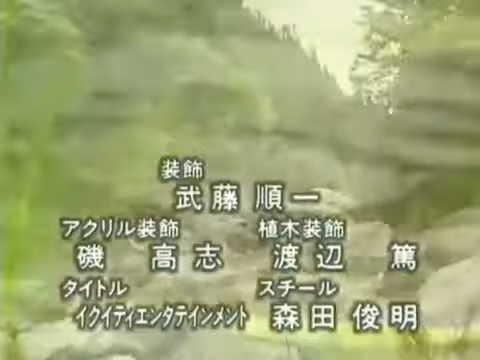 装飾
武藤 順一
アクリル装飾 植木装飾
磯 高志 渡辺 篤
タイトル スチール
イクイティエンタテインメント 森田 俊明